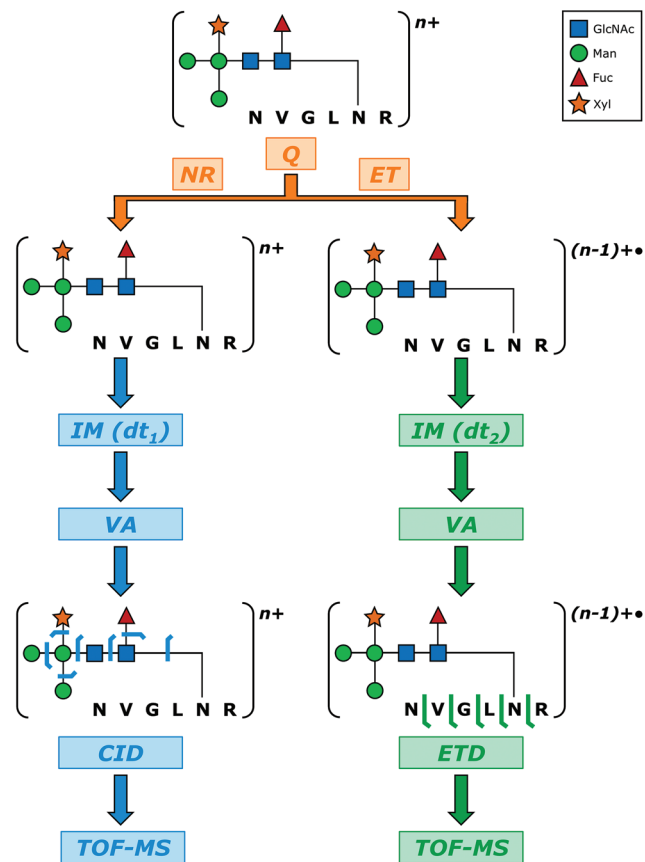 n+
GlcNAc
Man
Fuc
Xyl
N V G L N R
Q
NR
ET
n+
(n-1)+•
N V G L N R
N V G L N R
IM (dt1)
IM (dt2)
VA
VA
n+
(n-1)+•
N V G L N R
N V G L N R
CID
ETD
TOF-MS
TOF-MS